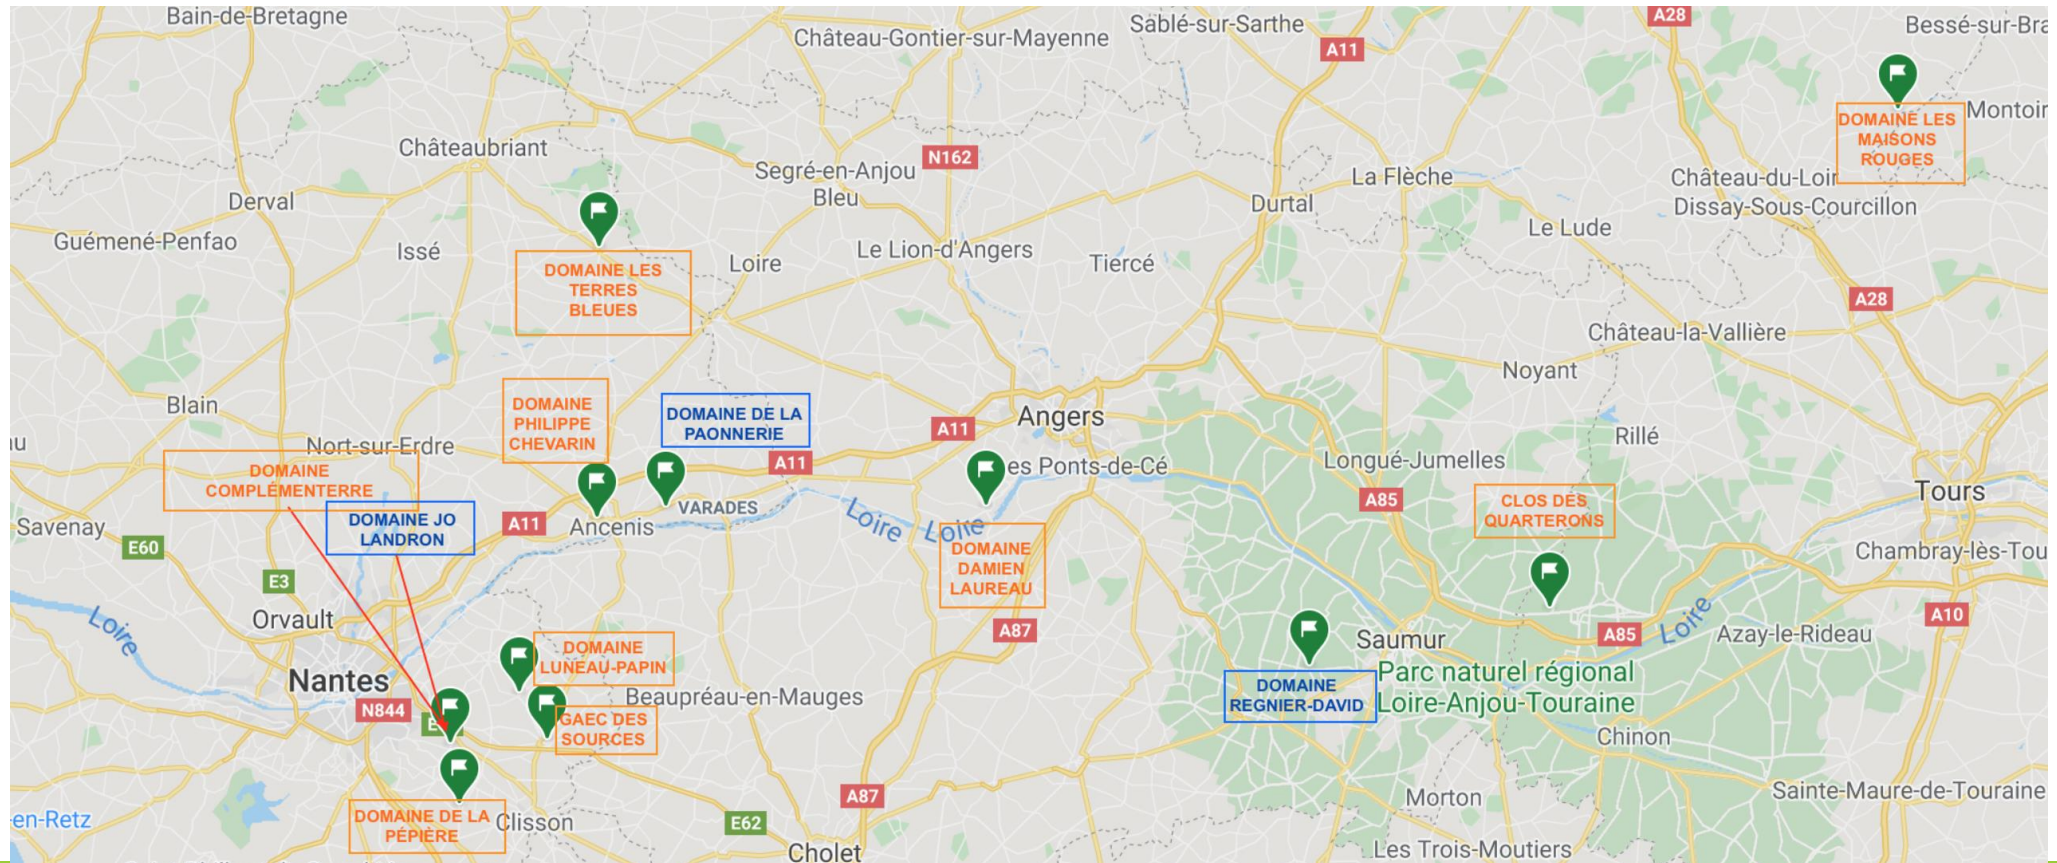 Bain-de-Bretagne
Château-Gontier-sur-Mayenne
Sablé-sur-Sarthe
A11
A28
Bessé-sur-Bra
Châteaubriant
N162
Segré-en-Anjou
Bleu
La Flèche
Château-du-Loir
Dissay-Sous-Courcillon
DOMAINE LES
MAISONS
ROUGES
Montoir
Derval
Guémené-Penfao
Issé
DOMAINE LES
TERRES
BLEUES
Loire
Le Lion-d'Angers
Tiercé
Durtal
Le Lude
A28
Château-la-Vallière
Noyant
Blain
Nort-sur-Erdre
DOMAINE
PHILIPPE
CHEVARIN
DOMAINE DE LA
PAONNERIE
A11
A11
Angers
es Ponts-de-Cé
Longué-Jumelles
Rillé
A85
CLOS DES
QUARTERONS
Tours
Chambray-lès-Tou
DOMAINE
COMPLÉMENTERRE
DOMAINE JO
LANDRON
Savenay
E60
E3
A11
Ancenis
VARADES
Loire
Loire
DOMAINE
DAMIEN
LAUREAU
A87
Loire
Orvault
Nantes
N844
DOMAINE
LUNEAU-PAPIN
GAEC DES
SOURCES
Beaupréau-en-Mauges
DOMAINE
REGNIER-DAVID
Saumur
Parc naturel régional
Loire-Anjou-Touraine
A85
Loire
Azay-le-Rideau
A10
Chinon
DOMAINE DE LA
PÉPIÈRE
Clisson
E62
A87
Cholet
Morton
Les Trois-Moutiers
Sainte-Maure-de-Touraine
-en-Retz